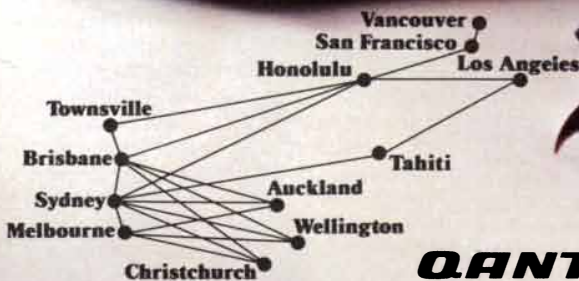 Vancouver
San Francisco
Los Angeles
Honolulu
Townsville
Brisbane
Tahiti
Sydney
Auckland
Melbourne
Wellington
Christchurch
QANT